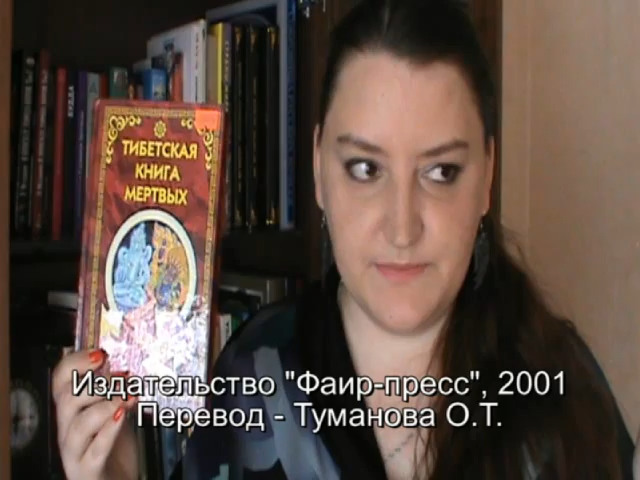 ТИБЕТСКАЯ
КНИГА
МЕРТВЫХ
Издательство "Фаир-пресс", 2001
Перевод - Туманова О.Т.